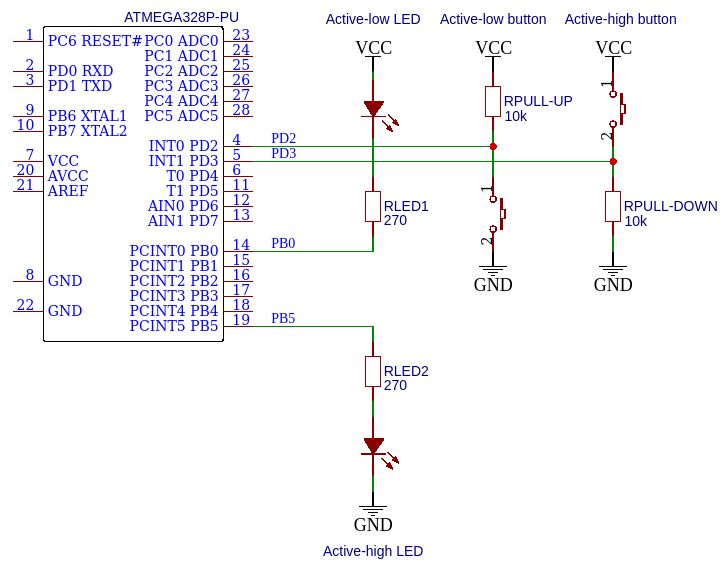 ATMEGA328P-PU
Active-low LED
Active-low button
Active-high button
1 PC6 RESET#
PC0 ADC0 23
PC1 ADC1 24
2 PD0 RXD
PC2 ADC2 25
3 PD1 TXD
PC3 ADC3 26
PC4 ADC4 27
9 PB6 XTAL1
PC5 ADC5 28
10 PB7 XTAL2
INT0 PD2 4 PD2
7 VCC
INT1 PD3 5 PD3
20 AVCC
T0 PD4 6
21 AREF
T1 PD5 11
AIN0 PD6 12
AIN1 PD7 13
PCINT0 PB0 14 PB0
PCINT1 PB1 15
8 GND
PCINT2 PB2 16
PCINT3 PB3 17
22 GND
PCINT4 PB4 18
PCINT5 PB5 19 PB5
VCC
RLED1
270
VCC
RPULL-UP
10k
1
2
GND
VCC
1
2
RPULL-DOWN
10k
GND
RLED2
270
GND
Active-high LED